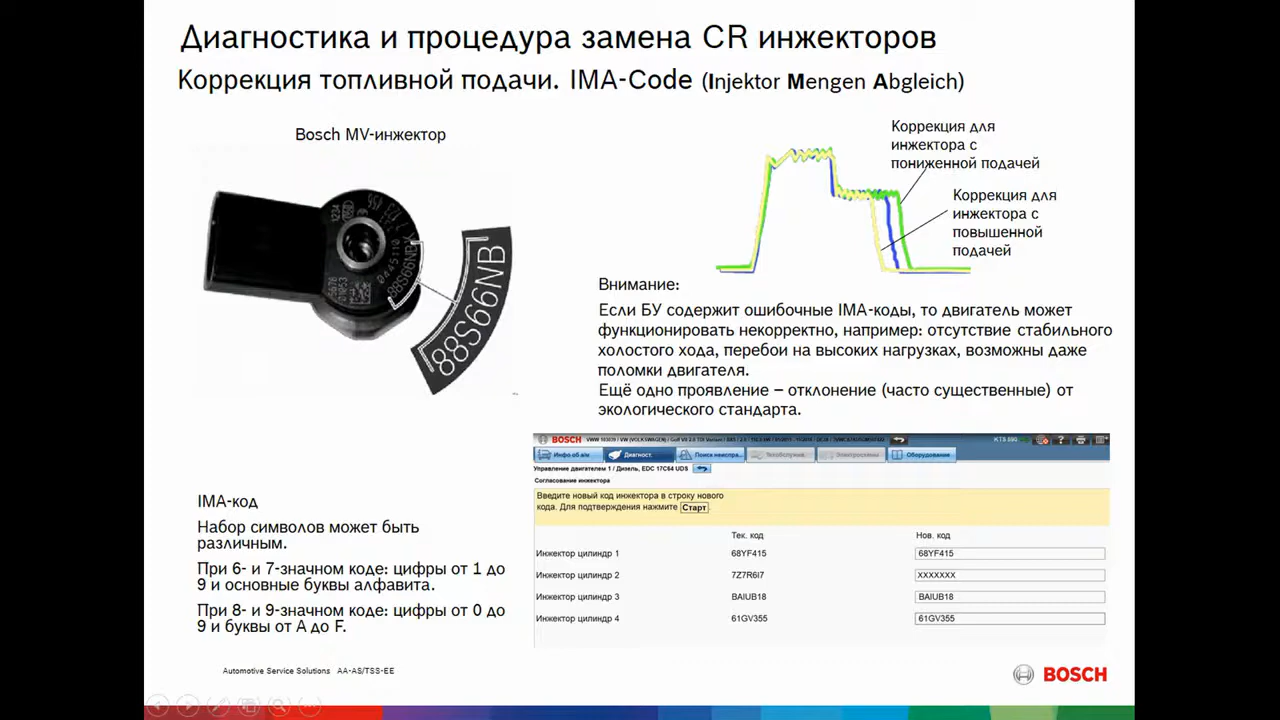 Диагностика и процедура замена CR инжекторов
Коррекция топливной подачи. IMA-Code (Injektor Mengen Abgleich)
Bosch MV-инжектор
88S66NB
Коррекция для
инжектора с
пониженной подачей
Коррекция для
инжектора с
повышенной
подачей
Внимание:
Если БУ содержит ошибочные IMA-коды, то двигатель может
функционировать некорректно, например: отсутствие стабильного
холостого хода, перебои на высоких нагрузках, возможны даже
поломки двигателя.
Ещё одно проявление – отклонение (часто существенные) от
экологического стандарта.
IMA-код
Набор символов может быть
различным.
При 6- и 7-значном коде: цифры от 1 до
9 и основные буквы алфавита.
При 8- и 9-значном коде: цифры от 0 до
9 и буквы от A до F.
BOSCH
Инфо об а/м Диагност. Поиск неиспра. Техобслужив. Электросхемы Оборудование
Управление двигателем 1 / Дизель, EDC 17C64 UDS
Согласование инжектора
Введите новый код инжектора в строку нового
кода. Для подтверждения нажмите Старт
Тек. код Нов. код
Инжектор цилиндр 1 68YF415 68YF415
Инжектор цилиндр 2 7Z7R6I7 XXXXXXX
Инжектор цилиндр 3 BAIUB18 BAIUB18
Инжектор цилиндр 4 61GV355 61GV355
Automotive Service Solutions AA-AS/TSS-EE
BOSCH